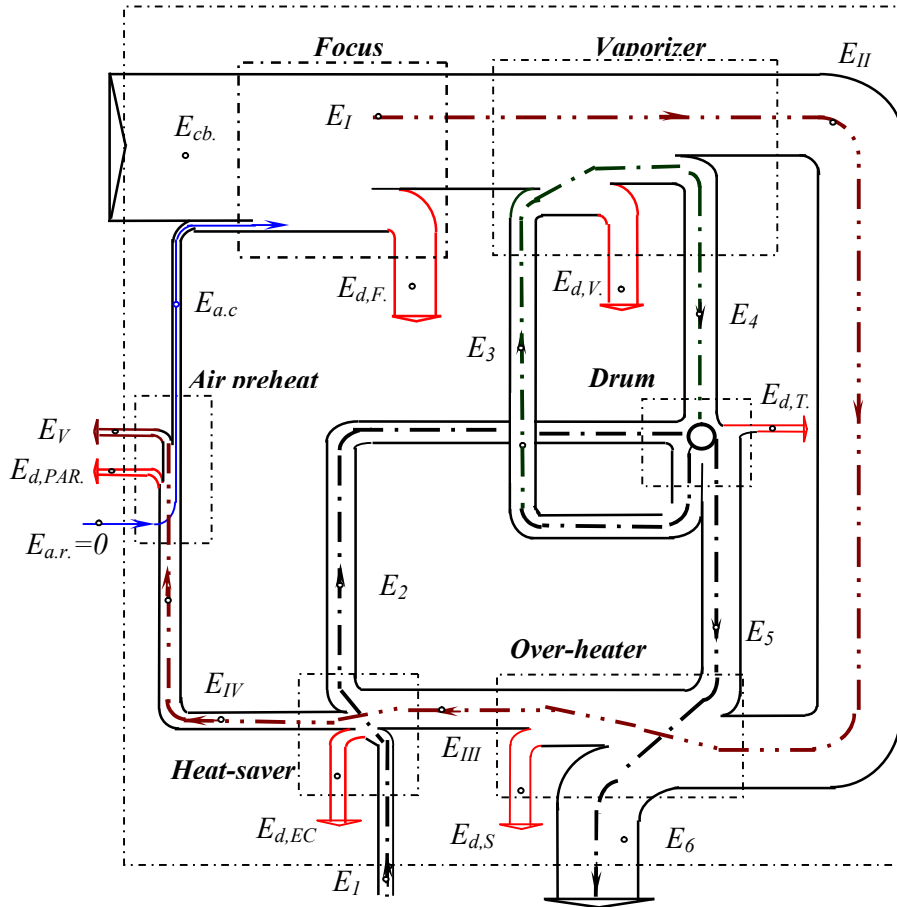 Focus
Vaporizer
E_II
E_I
E_cb.
E_d,F.
E_d,V.
E_a.c
E_3
E_4
Air preheat
Drum
E_d,T.
E_V
E_d,PAR.
E_a.r.=0
E_2
E_5
Over-heater
E_IV
E_III
Heat-saver
E_d,EC
E_d,S
E_6
E_1